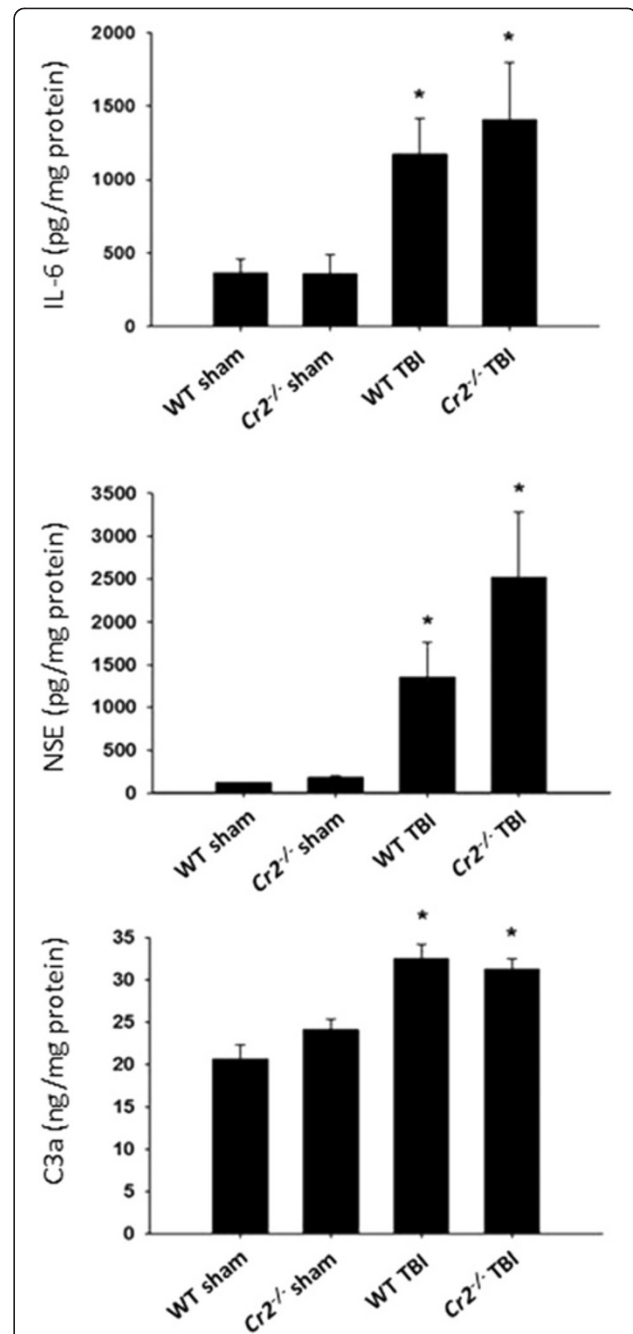 2000
*
*
1500
1000
500
0
IL-6 (pg/mg protein)
WT sham
Cr2-/- sham
WT TBI
Cr2-/- TBI
3500
*
3000
2500
2000
*
1500
1000
500
0
NSE (pg/mg protein)
WT sham
Cr2-/- sham
WT TBI
Cr2-/- TBI
35
*
*
30
25
20
15
10
5
0
C3a (ng/mg protein)
WT sham
Cr2-/- sham
WT TBI
Cr2-/- TBI